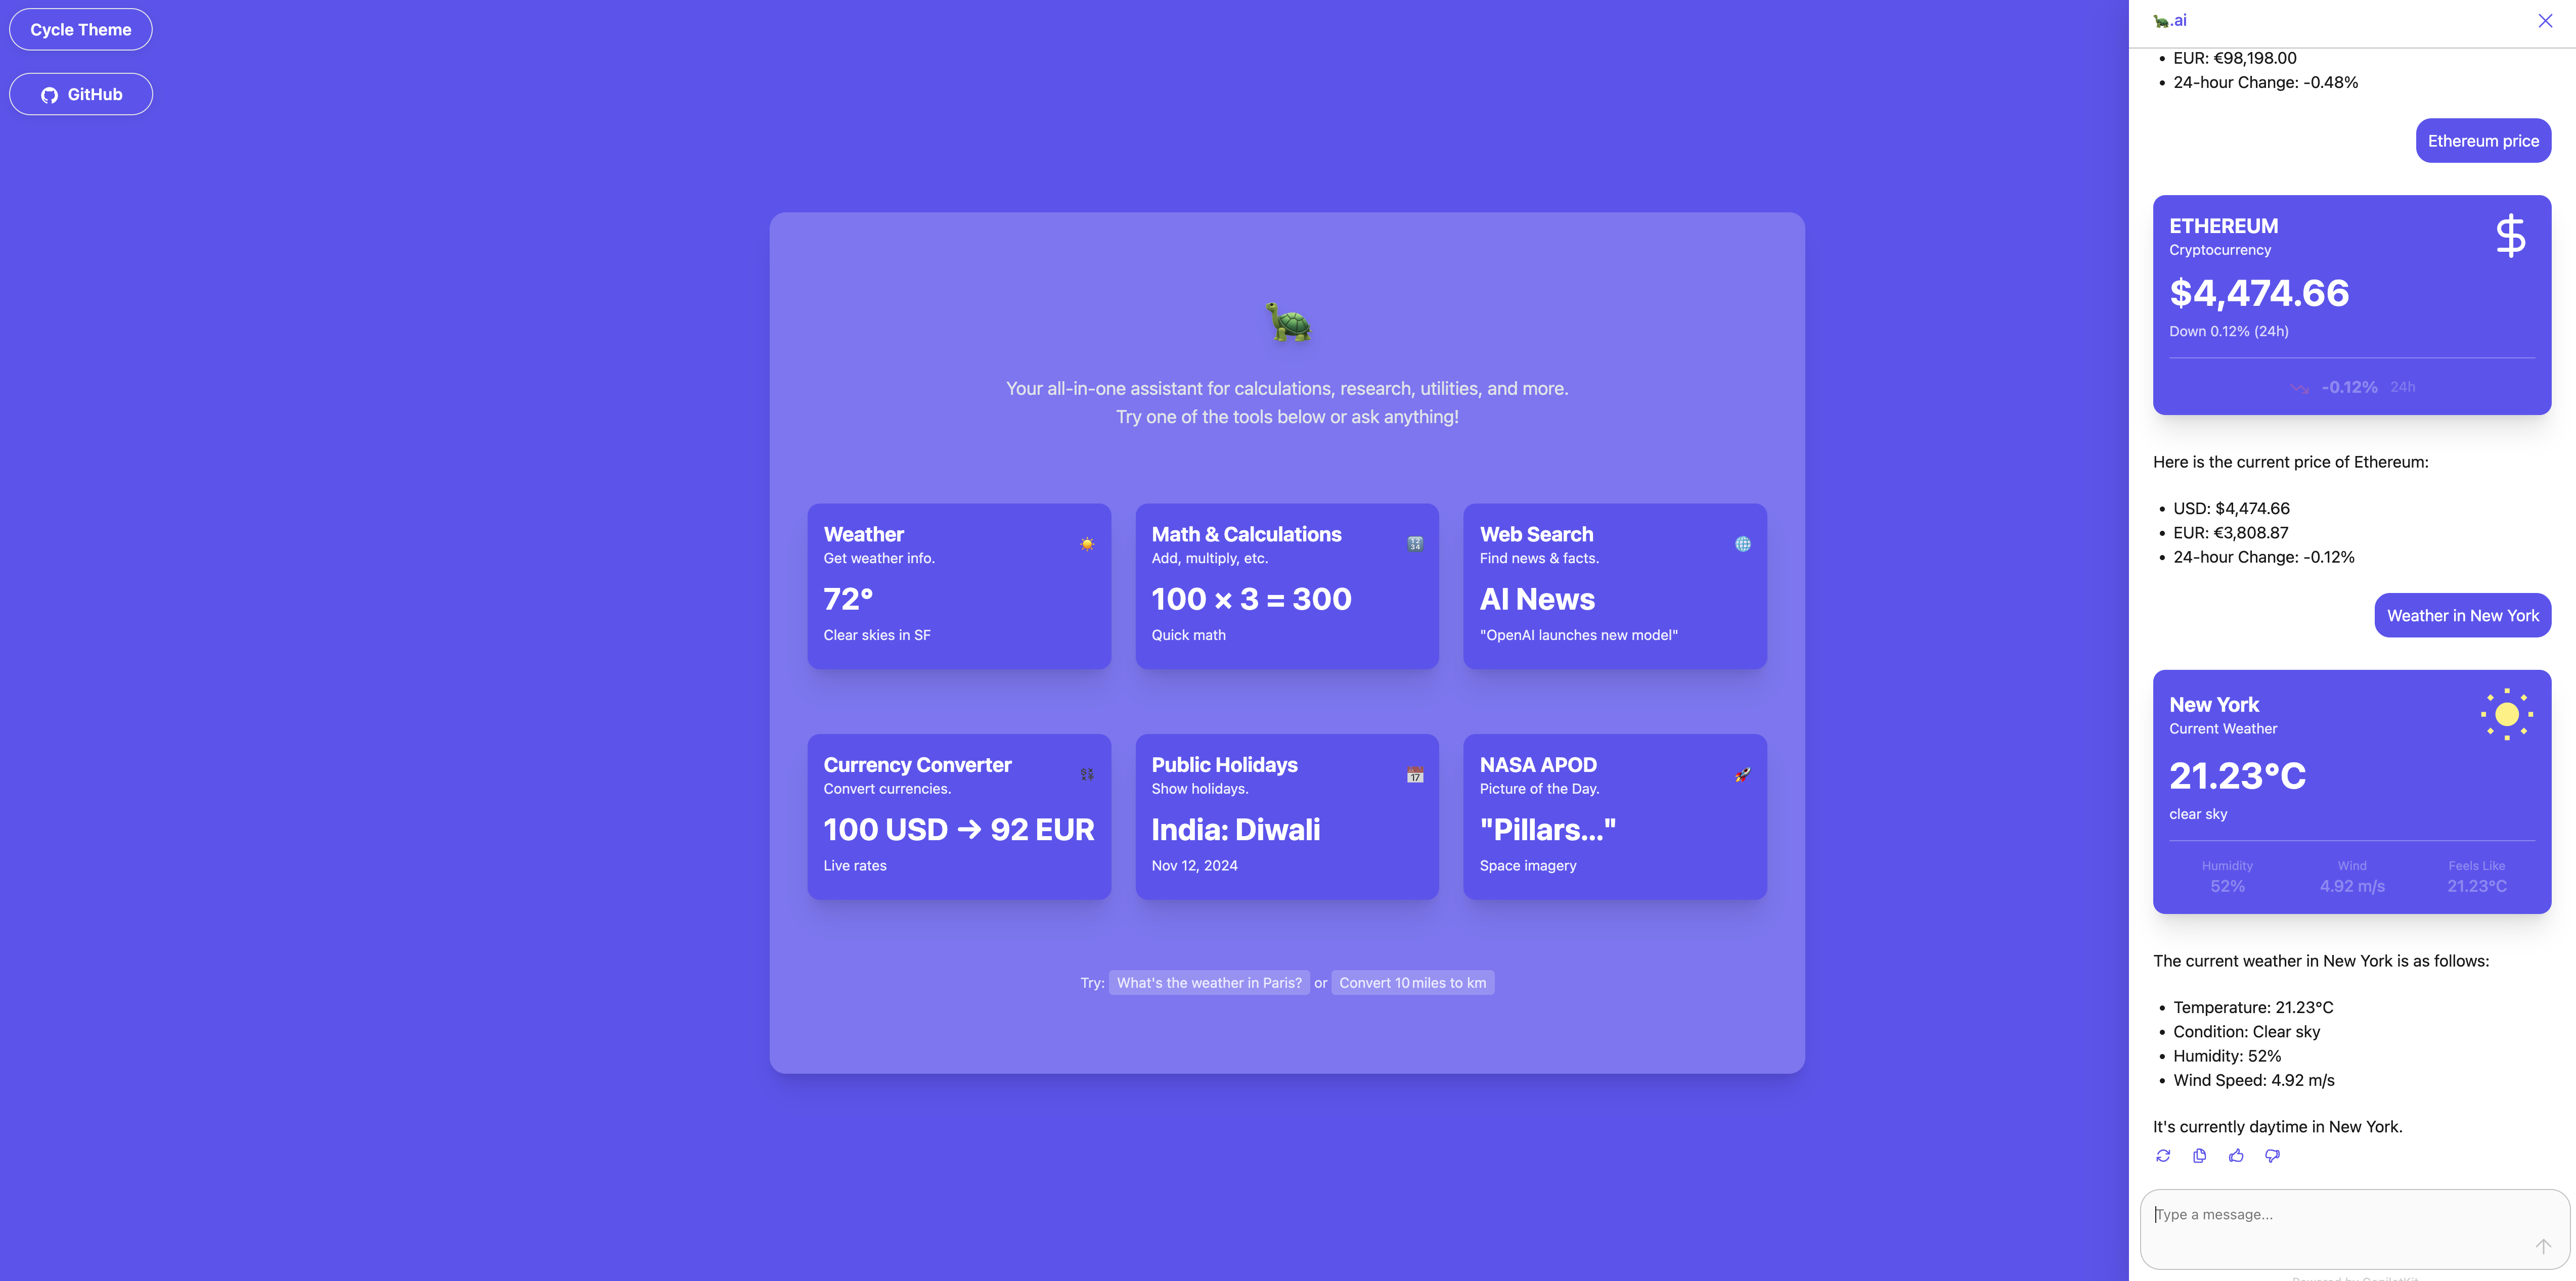 Cycle Theme
GitHub
Your all-in-one assistant for calculations, research, utilities, and more.
Try one of the tools below or ask anything!
Weather
Get weather info.
72°
Clear skies in SF
Math & Calculations
Add, multiply, etc.
100 × 3 = 300
Quick math
Web Search
Find news & facts.
AI News
"OpenAI launches new model"
Currency Converter
Convert currencies.
100 USD → 92 EUR
Live rates
Public Holidays
Show holidays.
India: Diwali
Nov 12, 2024
NASA APOD
Picture of the Day.
"Pillars..."
Space imagery
Try: What's the weather in Paris? or Convert 10 miles to km
.ai
• EUR: €98,198.00
• 24-hour Change: -0.48%
Ethereum price
ETHEREUM
Cryptocurrency
$
$4,474.66
Down 0.12% (24h)
-0.12% 24h
Here is the current price of Ethereum:
• USD: $4,474.66
• EUR: €3,808.87
• 24-hour Change: -0.12%
Weather in New York
New York
Current Weather
21.23°C
clear sky
Humidity Wind Feels Like
52% 4.92 m/s 21.23°C
The current weather in New York is as follows:
• Temperature: 21.23°C
• Condition: Clear sky
• Humidity: 52%
• Wind Speed: 4.92 m/s
It's currently daytime in New York.
Type a message...
Powered by CopilotKit